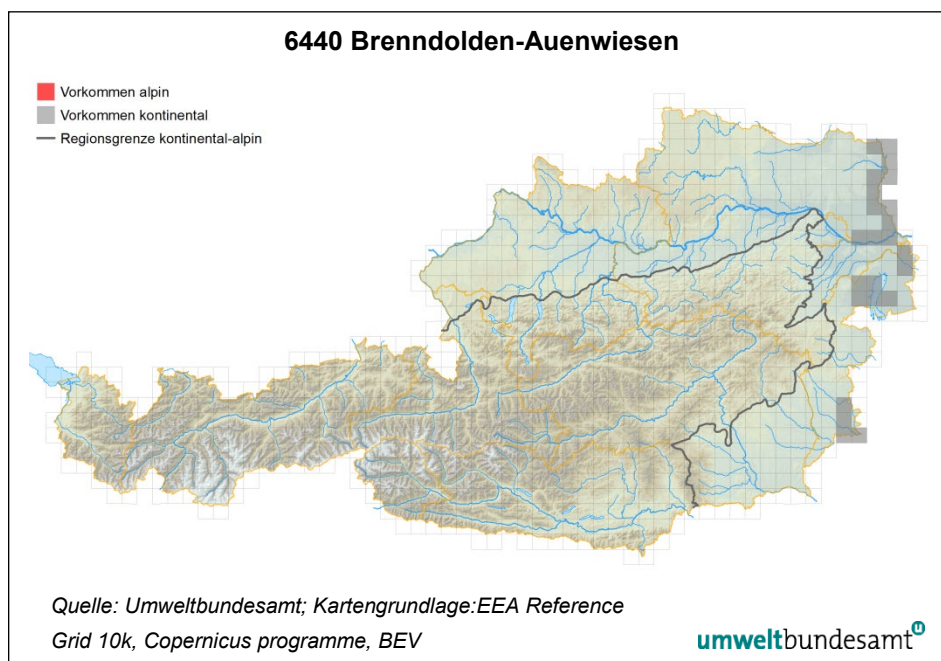 6440 Brenndolden-Auenwiesen
Vorkommen alpin
Vorkommen kontinental
Regionsgrenze kontinental-alpin
Quelle: Umweltbundesamt; Kartengrundlage:EEA Reference
Grid 10k, Copernicus programme, BEV
umweltbundesamt u